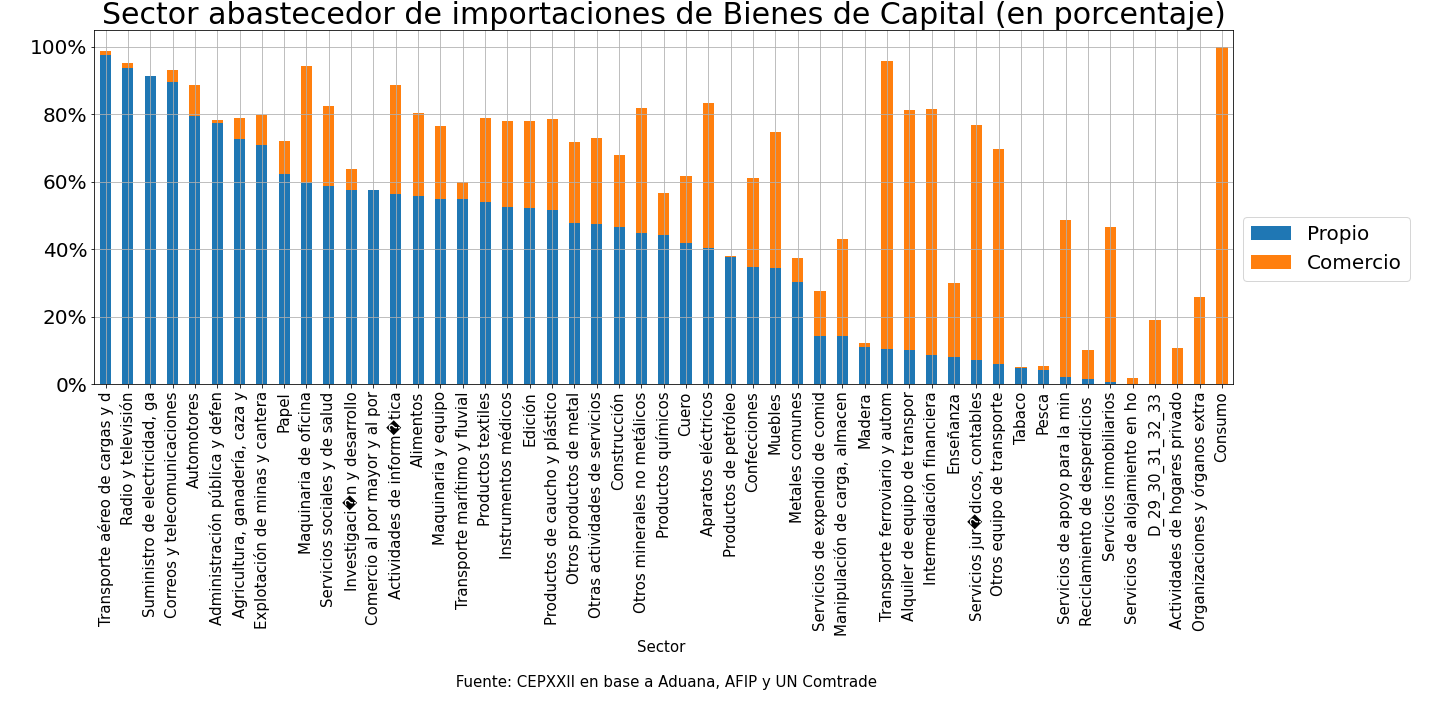 Sector abastecedor de importaciones de Bienes de Capital (en porcentaje)
100%
80%
60%
40%
20%
0%
Propio
Comercio
Transporte aéreo de cargas y d
Radio y televisión
Suministro de electricidad, ga
Correos y telecomunicaciones
Automotores
Administración pública y defen
Agricultura, ganadería, caza y
Explotación de minas y cantera
Papel
Maquinaria de oficina
Servicios sociales y de salud
Investigaci�n y desarrollo
Comercio al por mayor y al por
Actividades de inform�tica
Alimentos
Maquinaria y equipo
Transporte marítimo y fluvial
Productos textiles
Instrumentos médicos
Edición
Productos de caucho y plástico
Otros productos de metal
Otras actividades de servicios
Construcción
Otros minerales no metálicos
Productos químicos
Cuero
Aparatos eléctricos
Productos de petróleo
Confecciones
Muebles
Metales comunes
Servicios de expendio de comid
Manipulación de carga, almacen
Madera
Transporte ferroviario y autom
Alquiler de equipo de transpor
Intermediación financiera
Enseñanza
Servicios jur�dicos, contables
Otros equipo de transporte
Tabaco
Pesca
Servicios de apoyo para la min
Reciclamiento de desperdicios
Servicios inmobiliarios
Servicios de alojamiento en ho
D_29_30_31_32_33
Actividades de hogares privado
Organizaciones y órganos extra
Consumo
Sector
Fuente: CEPXXII en base a Aduana, AFIP y UN Comtrade